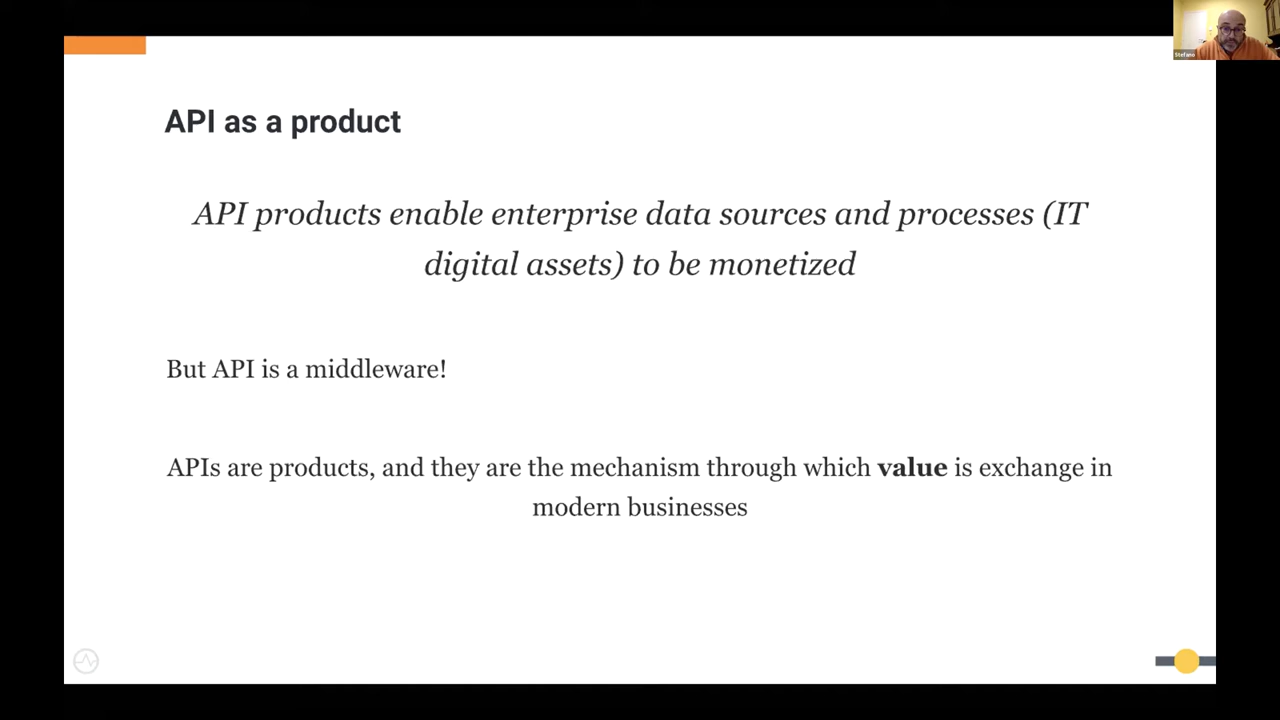 Stefano
API as a product
API products enable enterprise data sources and processes (IT
digital assets) to be monetized
But API is a middleware!
APIs are products, and they are the mechanism through which value is exchange in
modern businesses